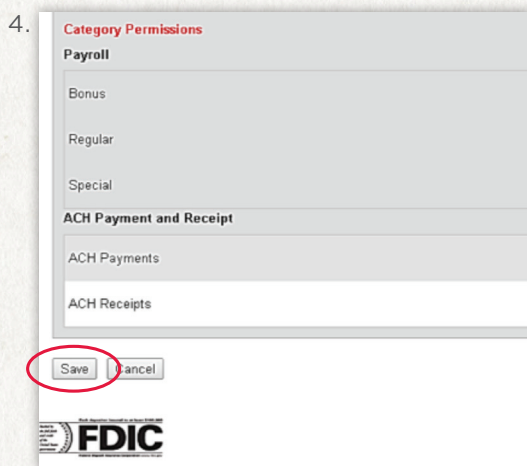 4.
Category Permissions
Payroll
Bonus
Regular
Special
ACH Payment and Receipt
ACH Payments
ACH Receipts
Save Cancel
FDIC